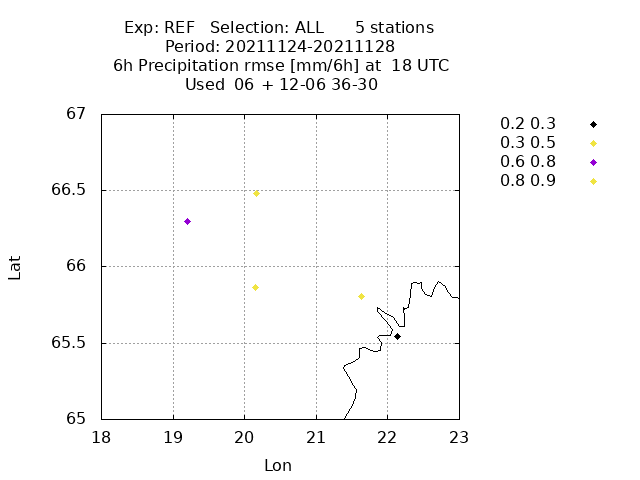 Exp: REF   Selection: ALL      5 stations
Period: 20211124-20211128
6h Precipitation rmse [mm/6h] at  18 UTC
Used  06 + 12-06 36-30
0.2 0.3
0.3 0.5
0.6 0.8
0.8 0.9
67
66.5
66
65.5
65
Lat
18 19 20 21 22 23
Lon